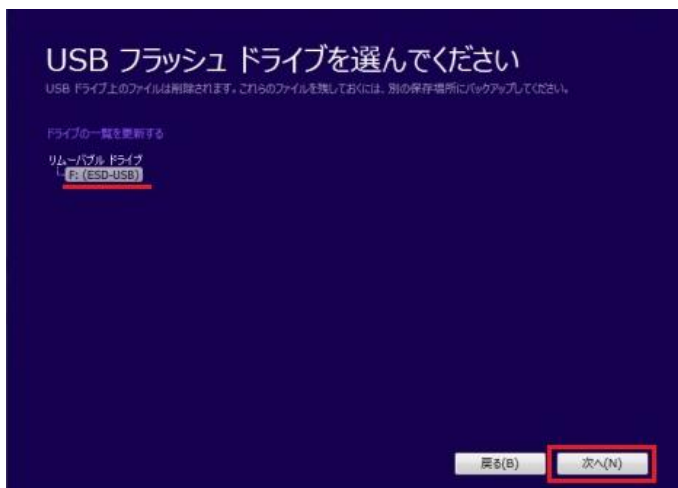 USB フラッシュ ドライブを選んでください
USB ドライブ上のファイルは削除されます。これらのファイルを残しておくには、別の保存場所にバックアップしてください。
ドライブの一覧を更新する
リムーバブル ドライブ
F: (ESD-USB)
戻る(B)
次へ(N)